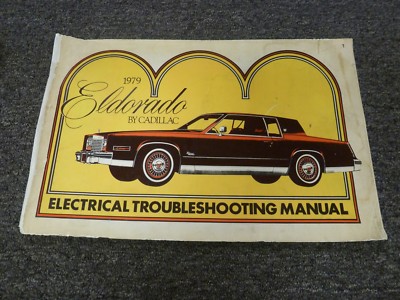 1979
Eldorado
BY CADILLAC
ELECTRICAL TROUBLESHOOTING MANUAL